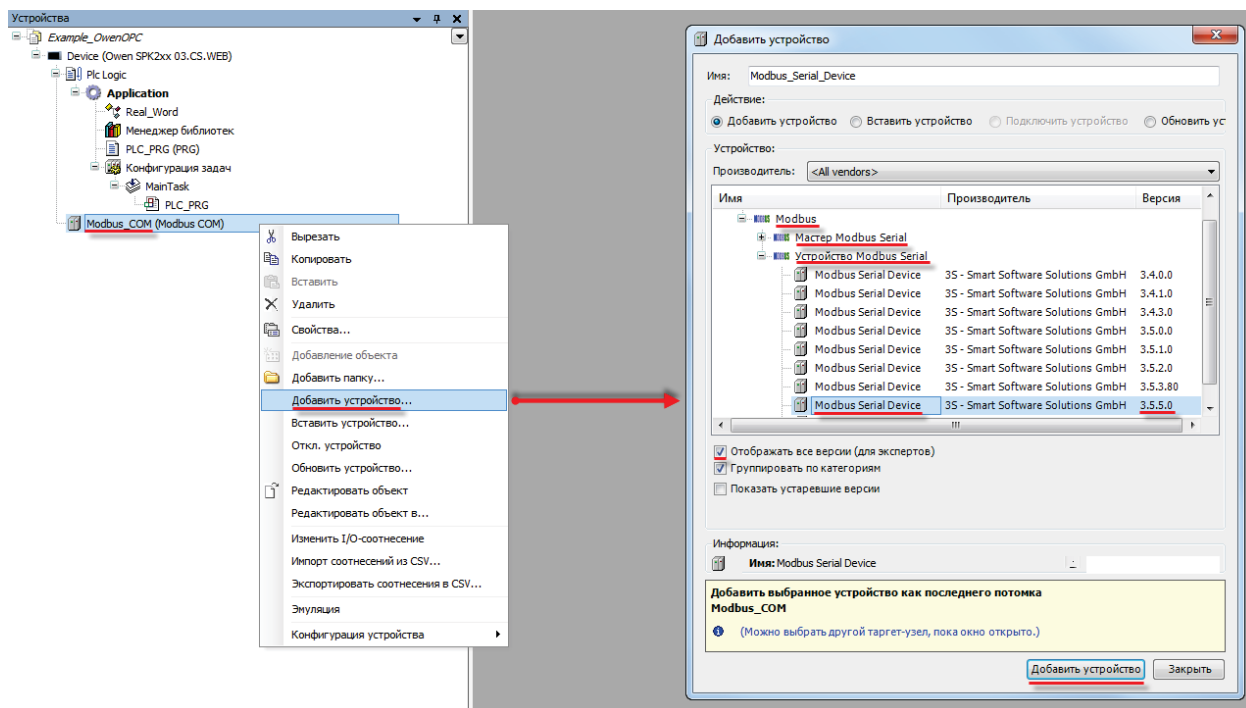 Устройства
Example_OwenOPC
Device (Owen SPK2xx 03.CS.WEB)
Plc Logic
Application
Real_Word
Менеджер библиотек
PLC_PRG (PRG)
Конфигурация задач
MainTask
PLC_PRG
Modbus_COM (Modbus COM)
Вырезать
Копировать
Вставить
Удалить
Свойства...
Добавление объекта
Добавить папку...
Добавить устройство...
Вставить устройство...
Откл. устройство
Обновить устройство...
Редактировать объект
Редактировать объект в...
Изменить I/O-соотнесение
Импорт соотнесений из CSV...
Экспортировать соотнесения в CSV...
Эмуляция
Конфигурация устройства
Добавить устройство
Имя: Modbus_Serial_Device
Действие:
Добавить устройство Вставить устройство Подключить устройство Обновить ус
Устройство:
Производитель: <All vendors>
Имя Производитель Версия
Modbus
Мастер Modbus Serial
Устройство Modbus Serial
Modbus Serial Device 3S - Smart Software Solutions GmbH 3.4.0.0
Modbus Serial Device 3S - Smart Software Solutions GmbH 3.4.1.0
Modbus Serial Device 3S - Smart Software Solutions GmbH 3.4.3.0
Modbus Serial Device 3S - Smart Software Solutions GmbH 3.5.0.0
Modbus Serial Device 3S - Smart Software Solutions GmbH 3.5.1.0
Modbus Serial Device 3S - Smart Software Solutions GmbH 3.5.2.0
Modbus Serial Device 3S - Smart Software Solutions GmbH 3.5.3.80
Modbus Serial Device 3S - Smart Software Solutions GmbH 3.5.5.0
Отображать все версии (для экспертов)
Группировать по категориям
Показать устаревшие версии
Информация:
Имя: Modbus Serial Device
Добавить выбранное устройство как последнего потомка
Modbus_COM
(Можно выбрать другой таргет-узел, пока окно открыто.)
Добавить устройство Закрыть